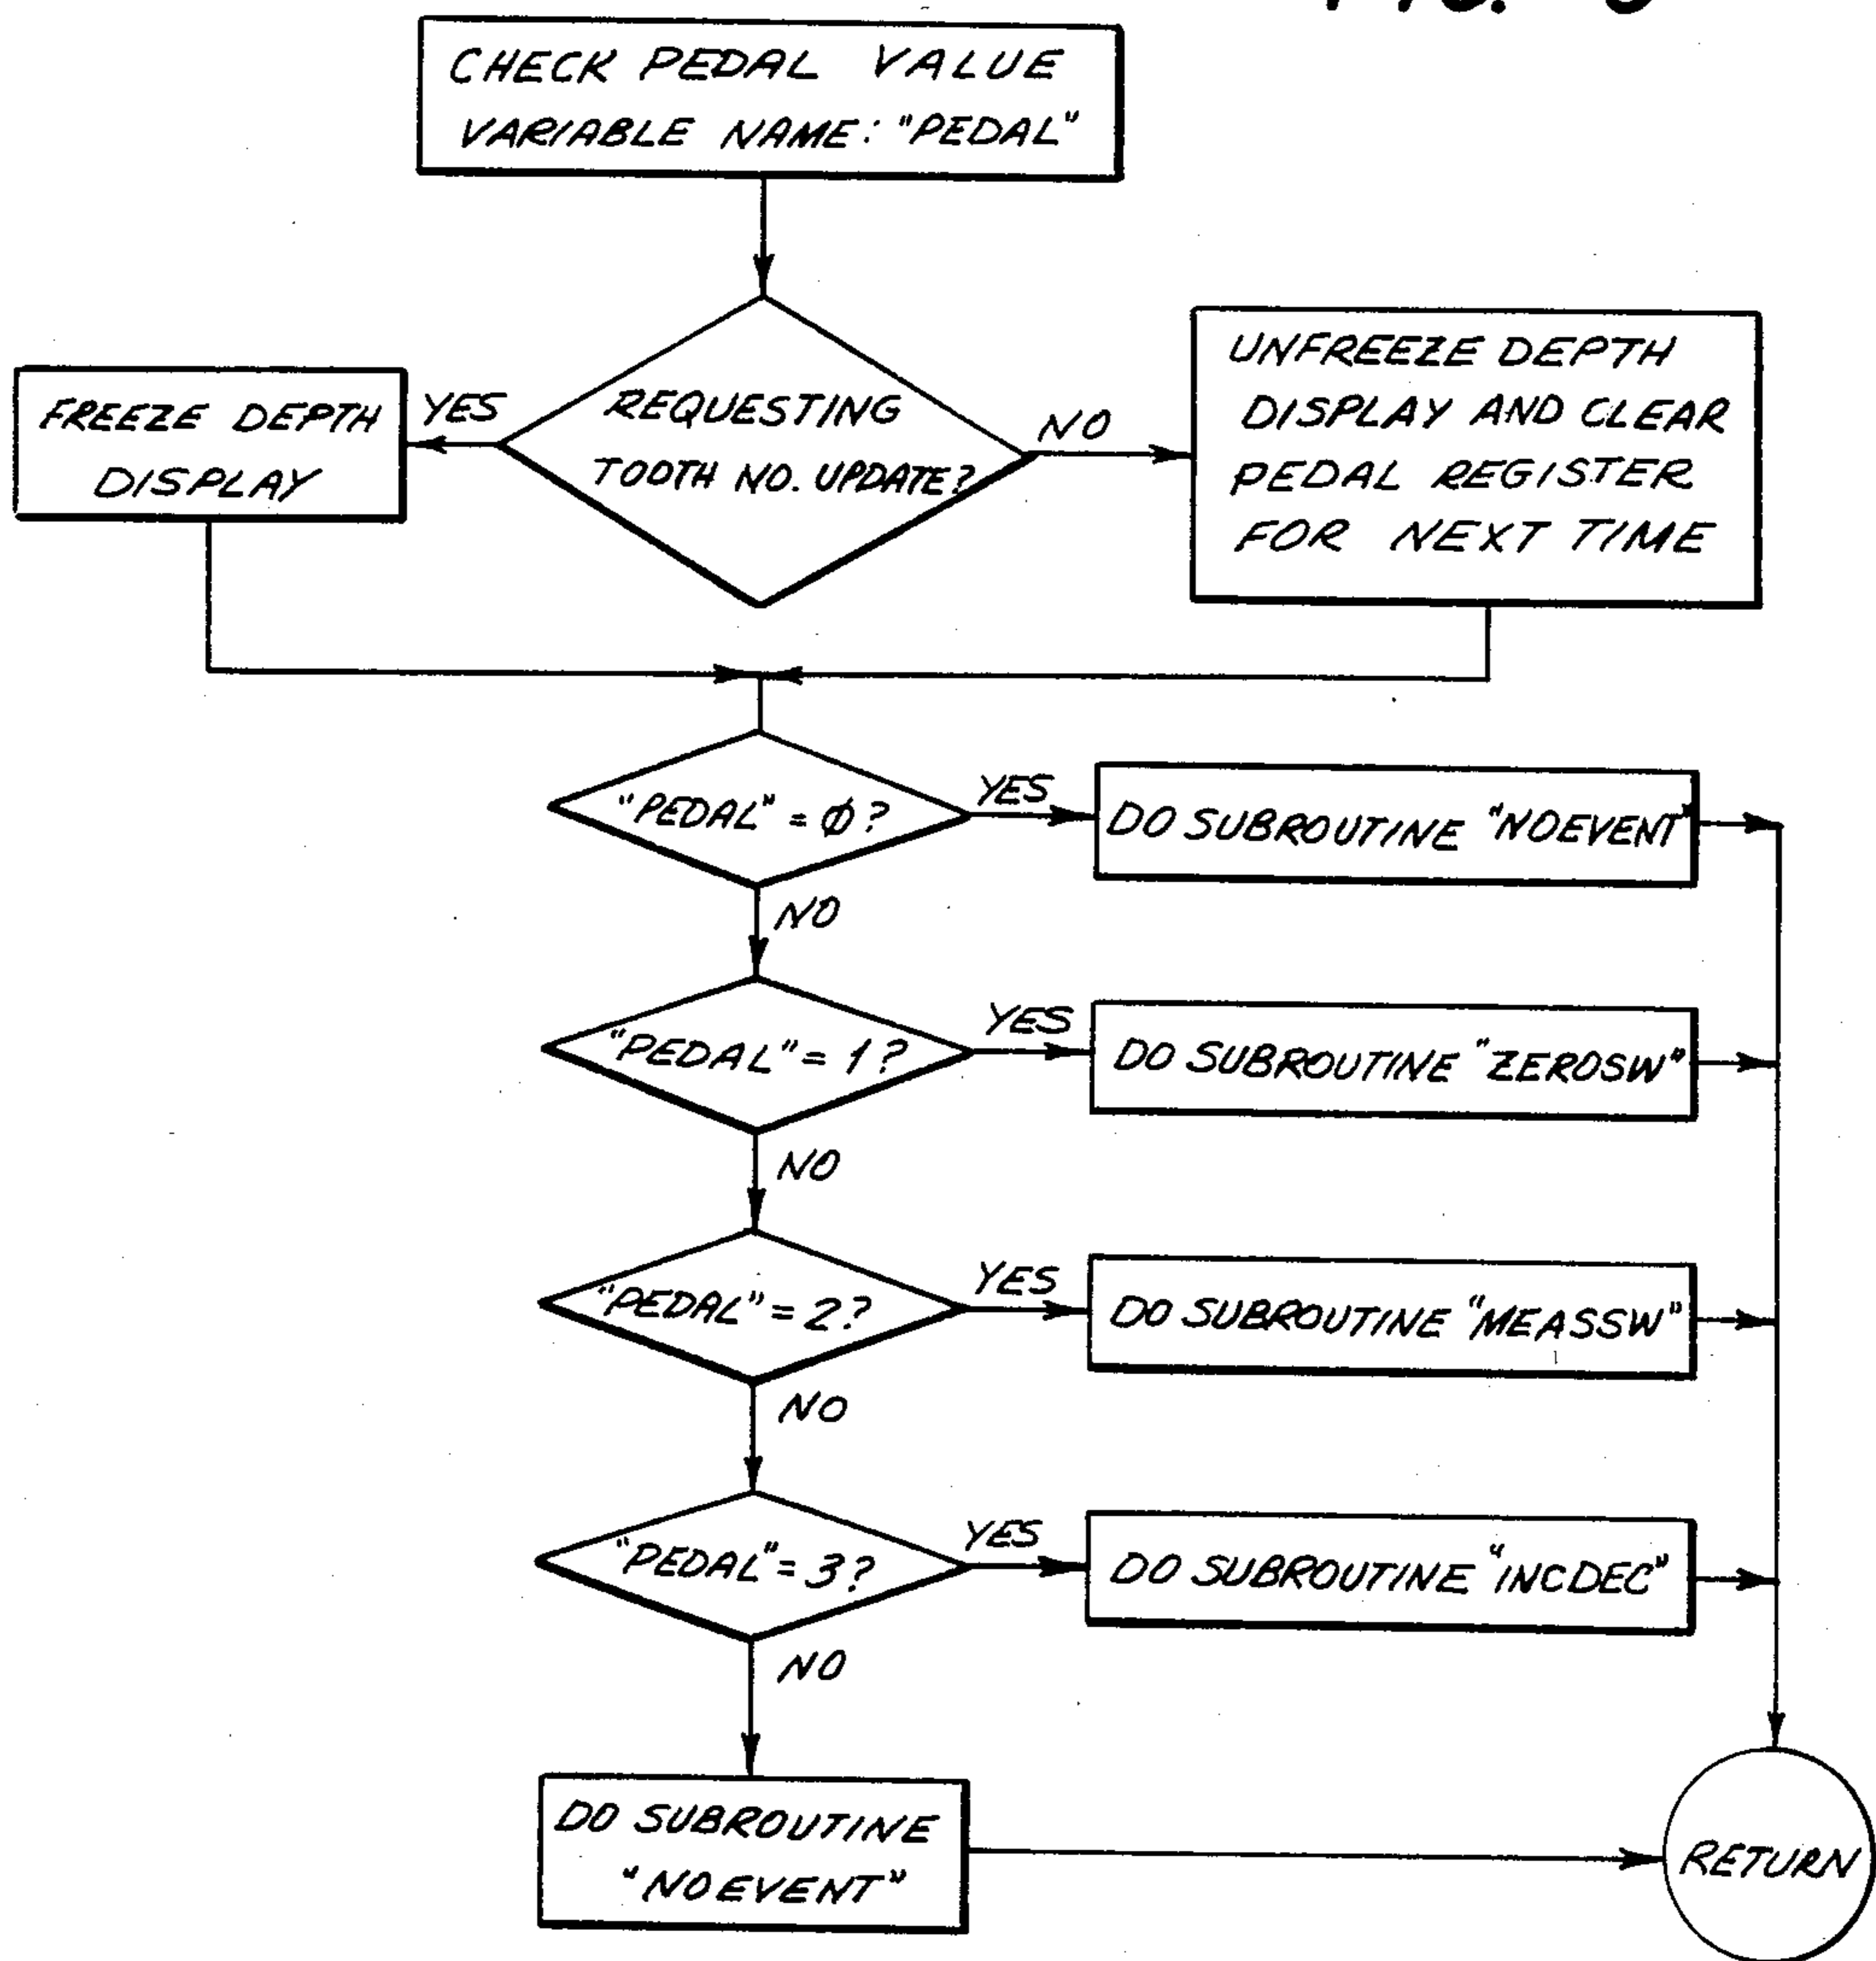 CHECK PEDAL VALUE
VARIABLE NAME: "PEDAL"
REQUESTING
TOOTH NO. UPDATE?
YES
FREEZE DEPTH
DISPLAY
NO
UNFREEZE DEPTH
DISPLAY AND CLEAR
PEDAL REGISTER
FOR NEXT TIME
"PEDAL" = Ø?
YES
DO SUBROUTINE "NOEVENT"
NO
"PEDAL" = 1?
YES
DO SUBROUTINE "ZEROSW"
NO
"PEDAL" = 2?
YES
DO SUBROUTINE "MEASSW"
NO
"PEDAL" = 3?
YES
DO SUBROUTINE "INCDEC"
NO
DO SUBROUTINE
"NOEVENT"
RETURN